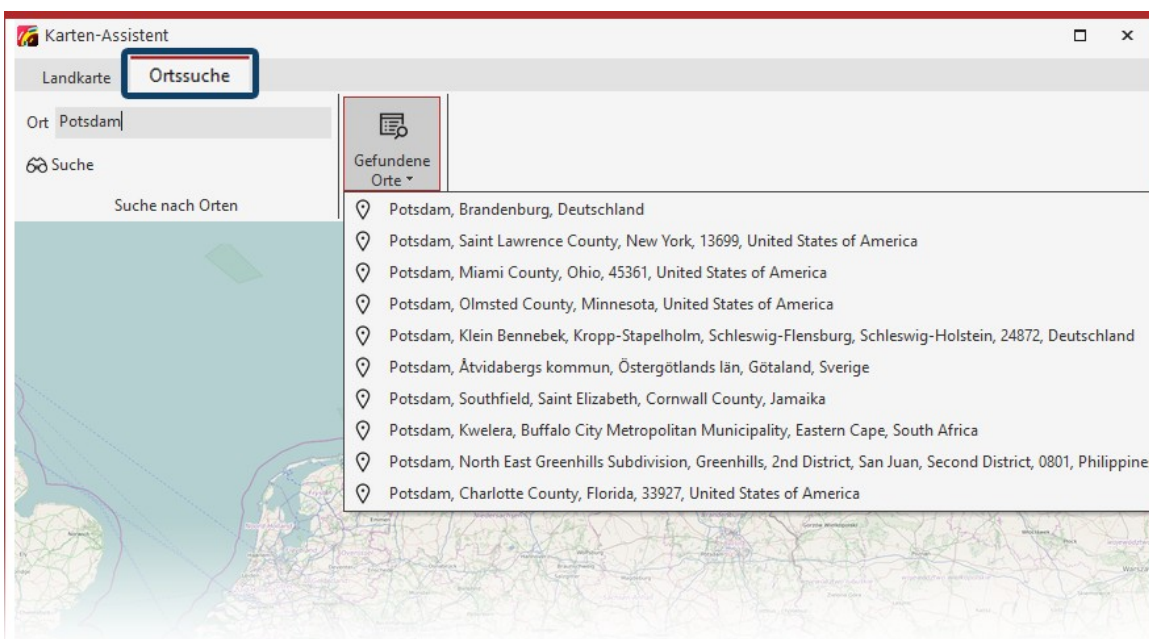 Karten-Assistent
Landkarte Ortssuche
Ort Potsdam
Suche
Suche nach Orten
Gefundene
Orte
Potsdam, Brandenburg, Deutschland
Potsdam, Saint Lawrence County, New York, 13699, United States of America
Potsdam, Miami County, Ohio, 45361, United States of America
Potsdam, Olmsted County, Minnesota, United States of America
Potsdam, Klein Bennebek, Kropp-Stapelholm, Schleswig-Flensburg, Schleswig-Holstein, 24872, Deutschland
Potsdam, Åtvidabergs kommun, Östergötlands län, Götaland, Sverige
Potsdam, Southfield, Saint Elizabeth, Cornwall County, Jamaika
Potsdam, Kwelera, Buffalo City Metropolitan Municipality, Eastern Cape, South Africa
Potsdam, North East Greenhills Subdivision, Greenhills, 2nd District, San Juan, Second District, 0801, Philippine
Potsdam, Charlotte County, Florida, 33927, United States of America